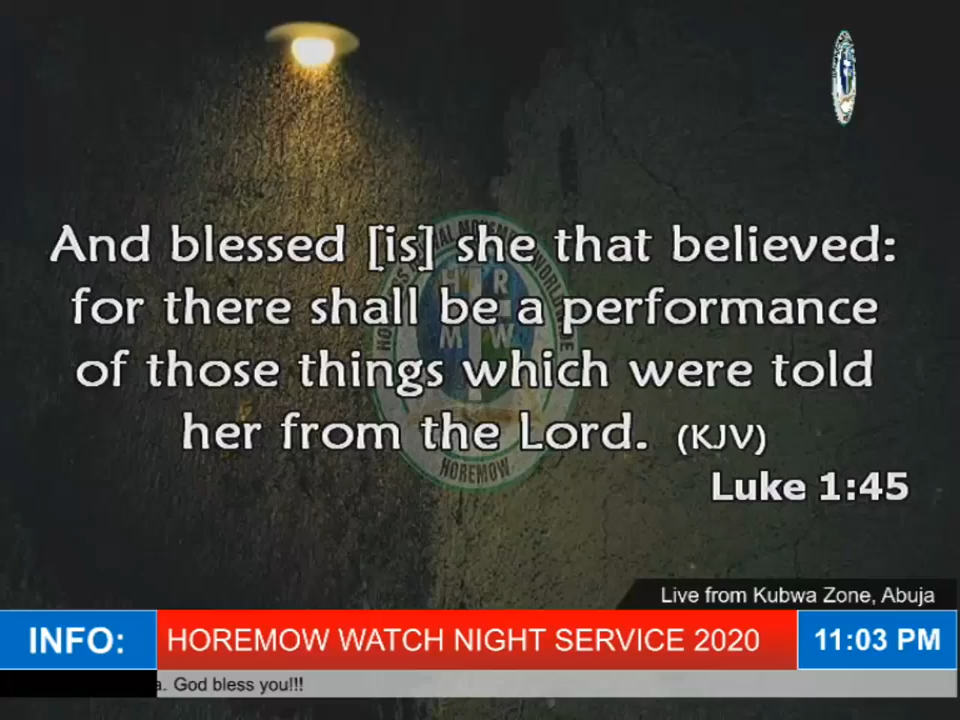 And blessed [is] she that believed:
for there shall be a performance
of those things which were told
her from the Lord. (KJV)
Luke 1:45
HOREMOW
Live from Kubwa Zone, Abuja
INFO: HOREMOW WATCH NIGHT SERVICE 2020 11:03 PM
a. God bless you!!!